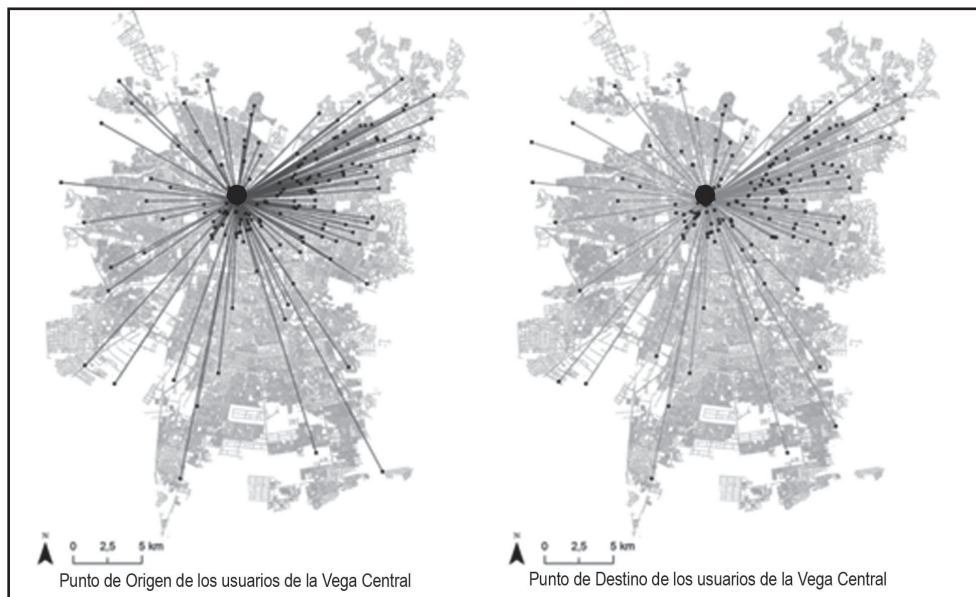 N
0 2,5 5 km
Punto de Origen de los usuarios de la Vega Central
N
0 2,5 5 km
Punto de Destino de los usuarios de la Vega Central